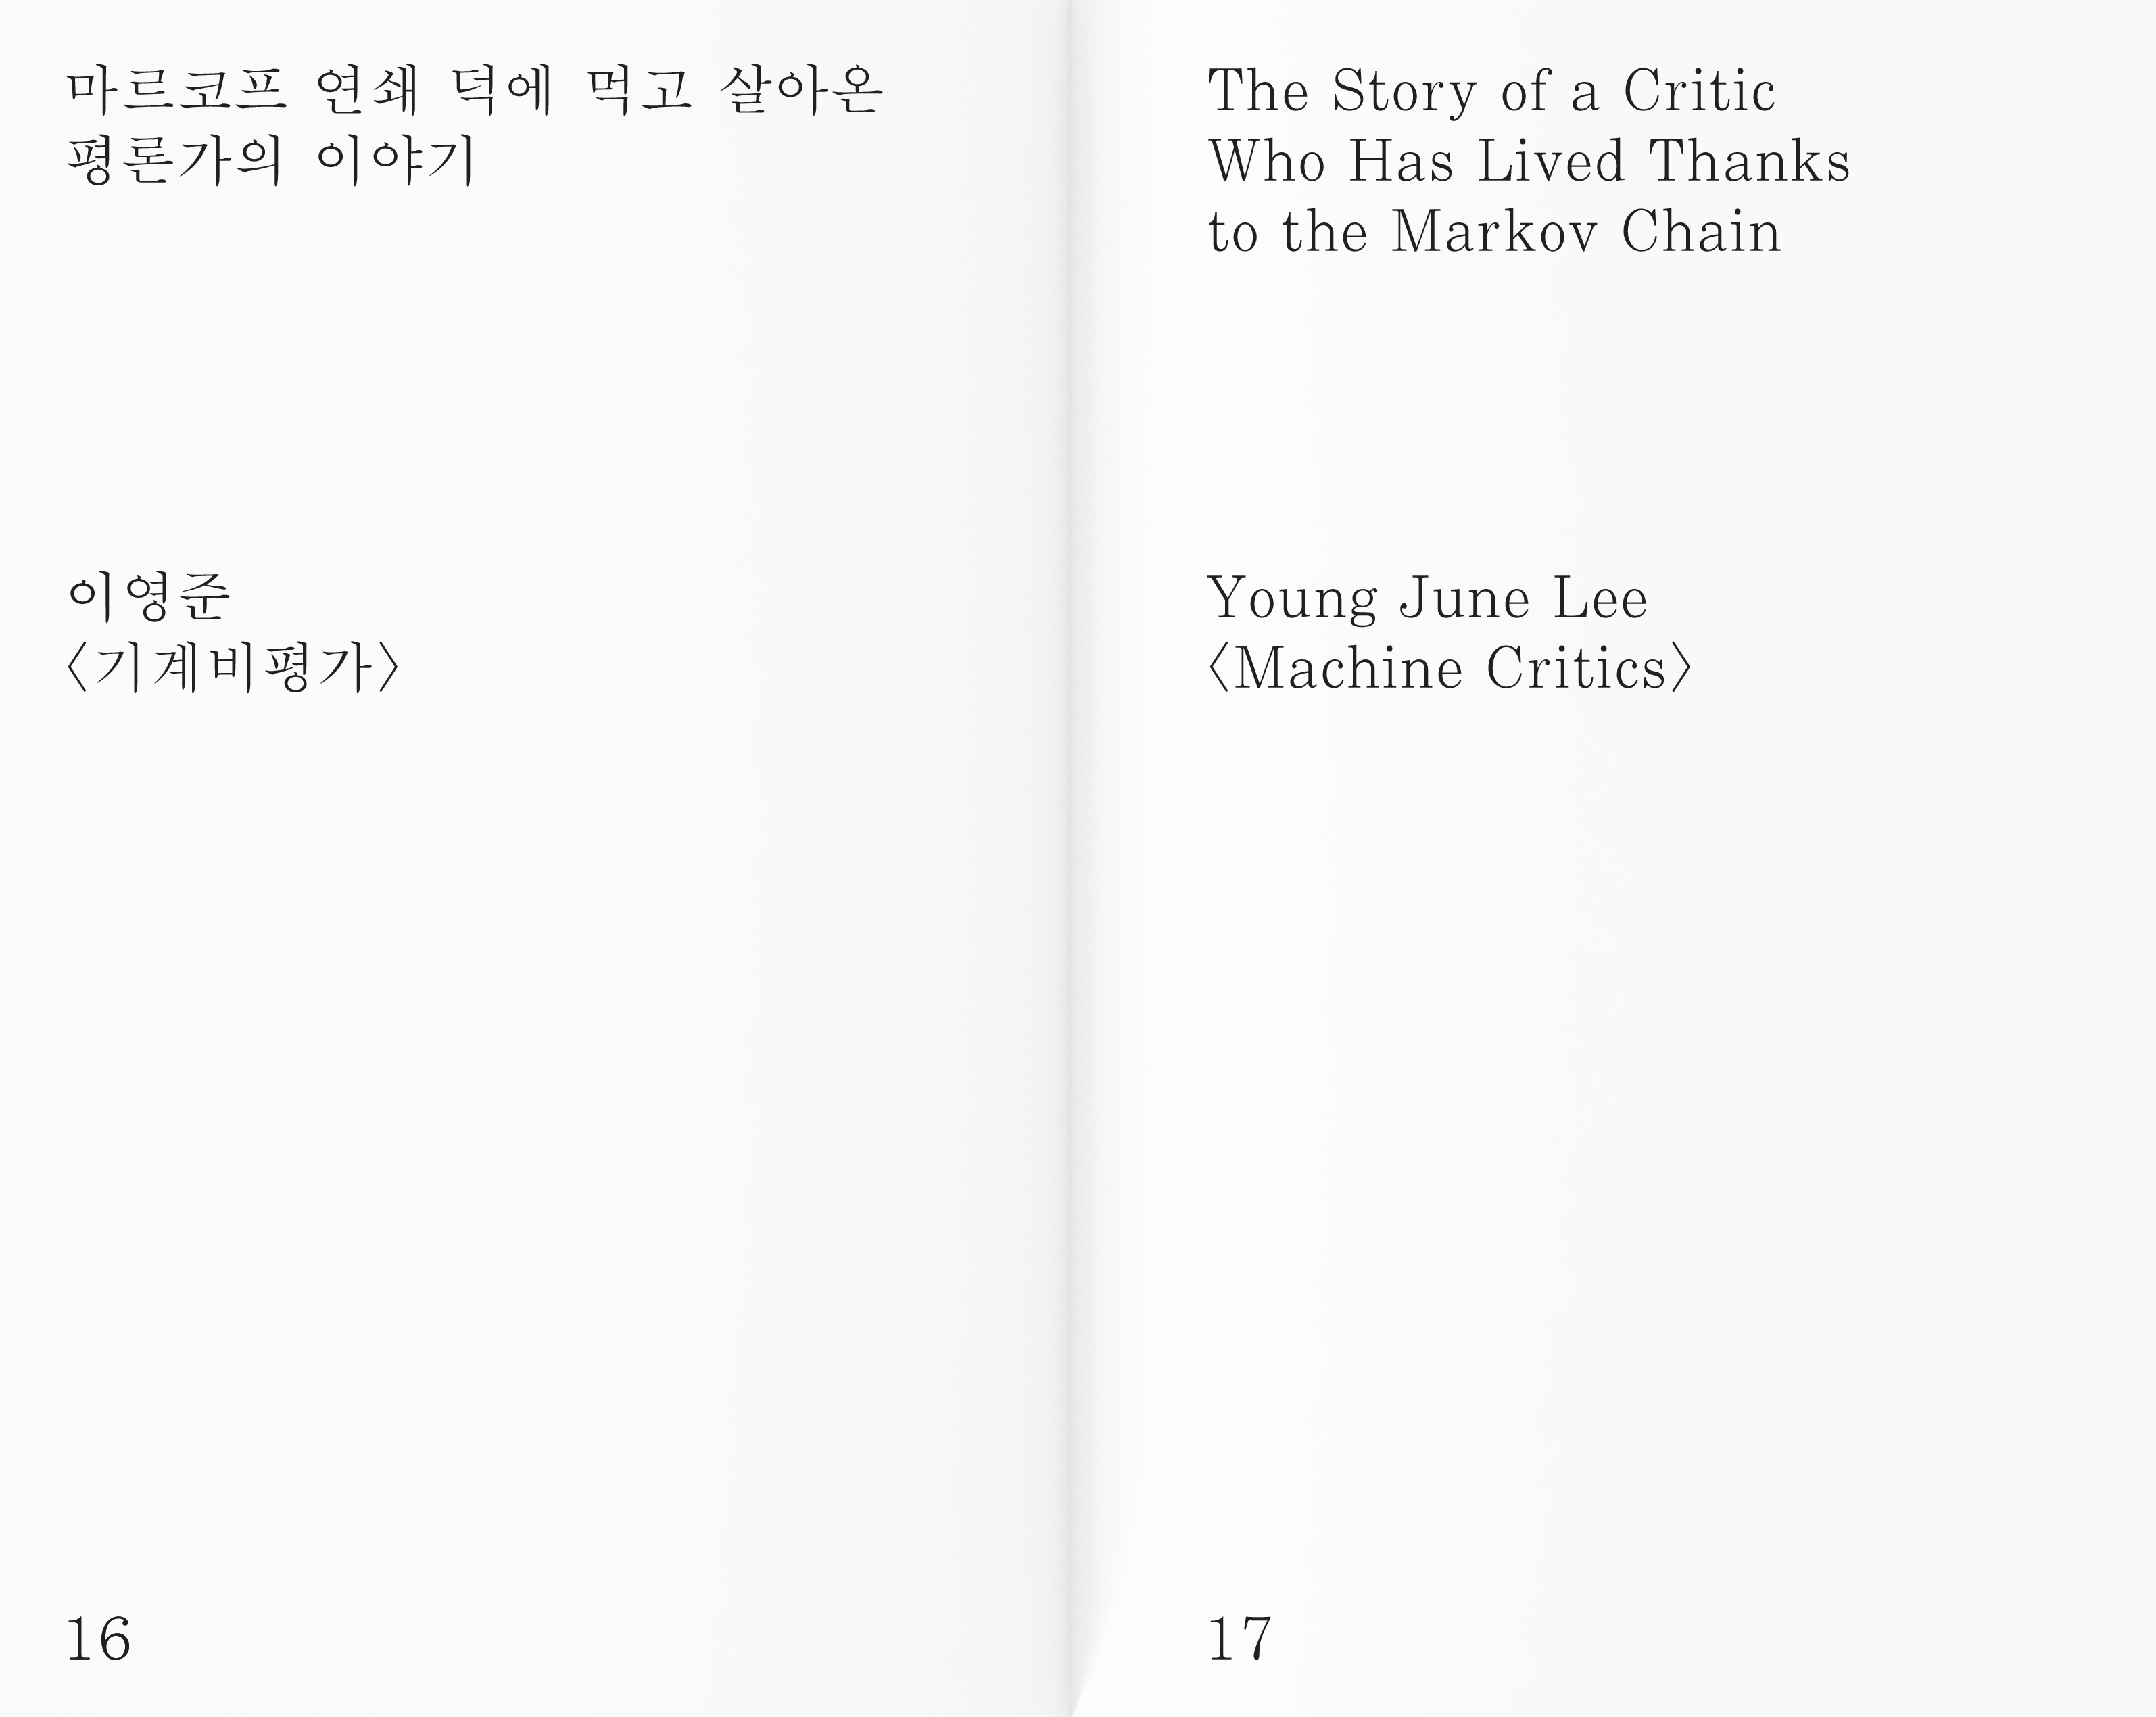 마르코프 연쇄 덕에 먹고 살아온
평론가의 이야기
이영준
〈기계비평가〉
16
The Story of a Critic
Who Has Lived Thanks
to the Markov Chain
Young June Lee
〈Machine Critics〉
17